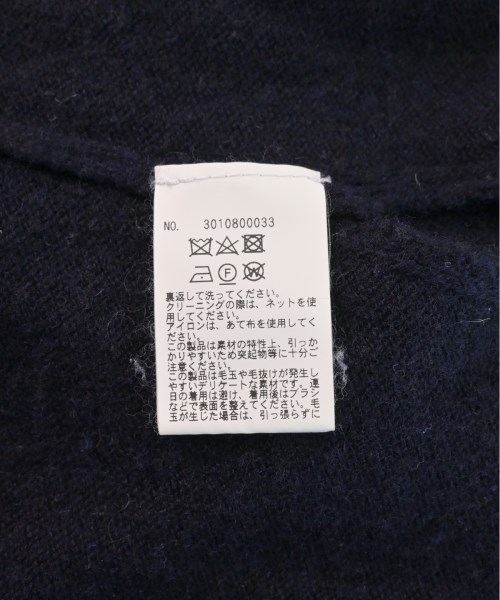 NO. 3010800033
F W
裏返して洗ってください。
クリーニングの際は、ネットを使
用してください。
アイロンは、あて布を使用してく
ださい。
この製品は素材の特性上、引っか
かりやすいため突起物等に十分ご
注意ください。
この製品は毛玉や毛抜けが発生し
やすいデリケートな素材です。連
日の着用は避け、着用後はブラシ
などで表面を整えてください。毛
玉が生じた場合は、引っ張らずに